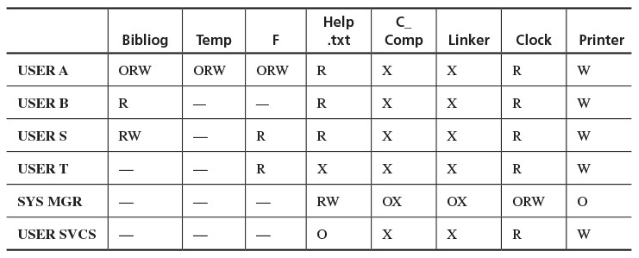 Bibliog Temp F Help .txt C_ Comp Linker Clock Printer
USER A ORW ORW ORW R X X R W
USER B R — — R X X R W
USER S RW — R R X X R W
USER T — — R X X X R W
SYS MGR — — — RW OX OX ORW O
USER SVCS — — — O X X R W